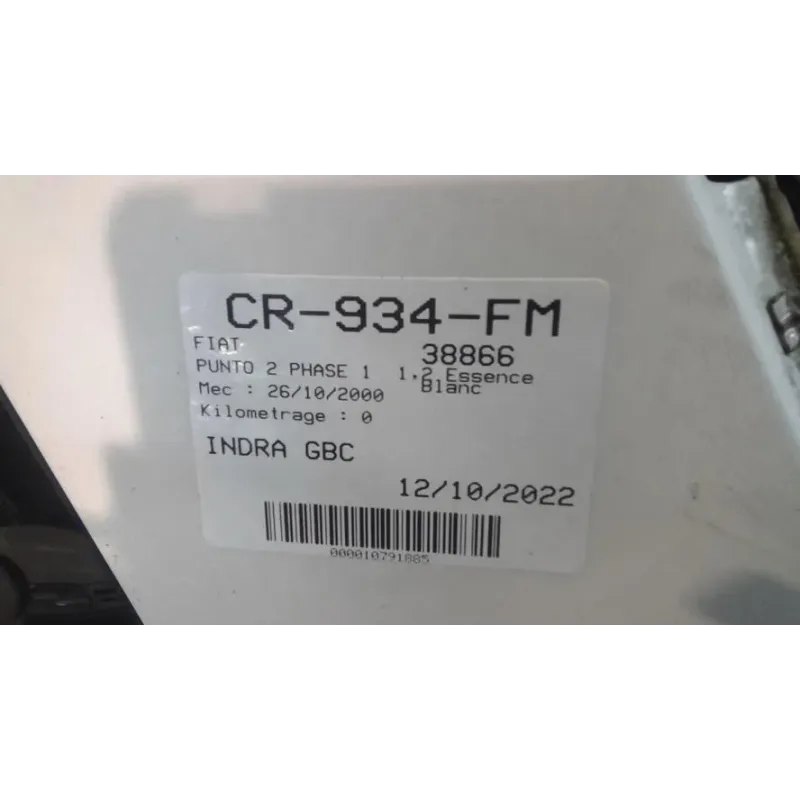 CR-934-FM
FIAT 38866
PUNTO 2 PHASE 1 1.2 Essence
Mec : 26/10/2000 Blanc
Kilometrage : 0
INDRA GBC
12/10/2022
000010791885